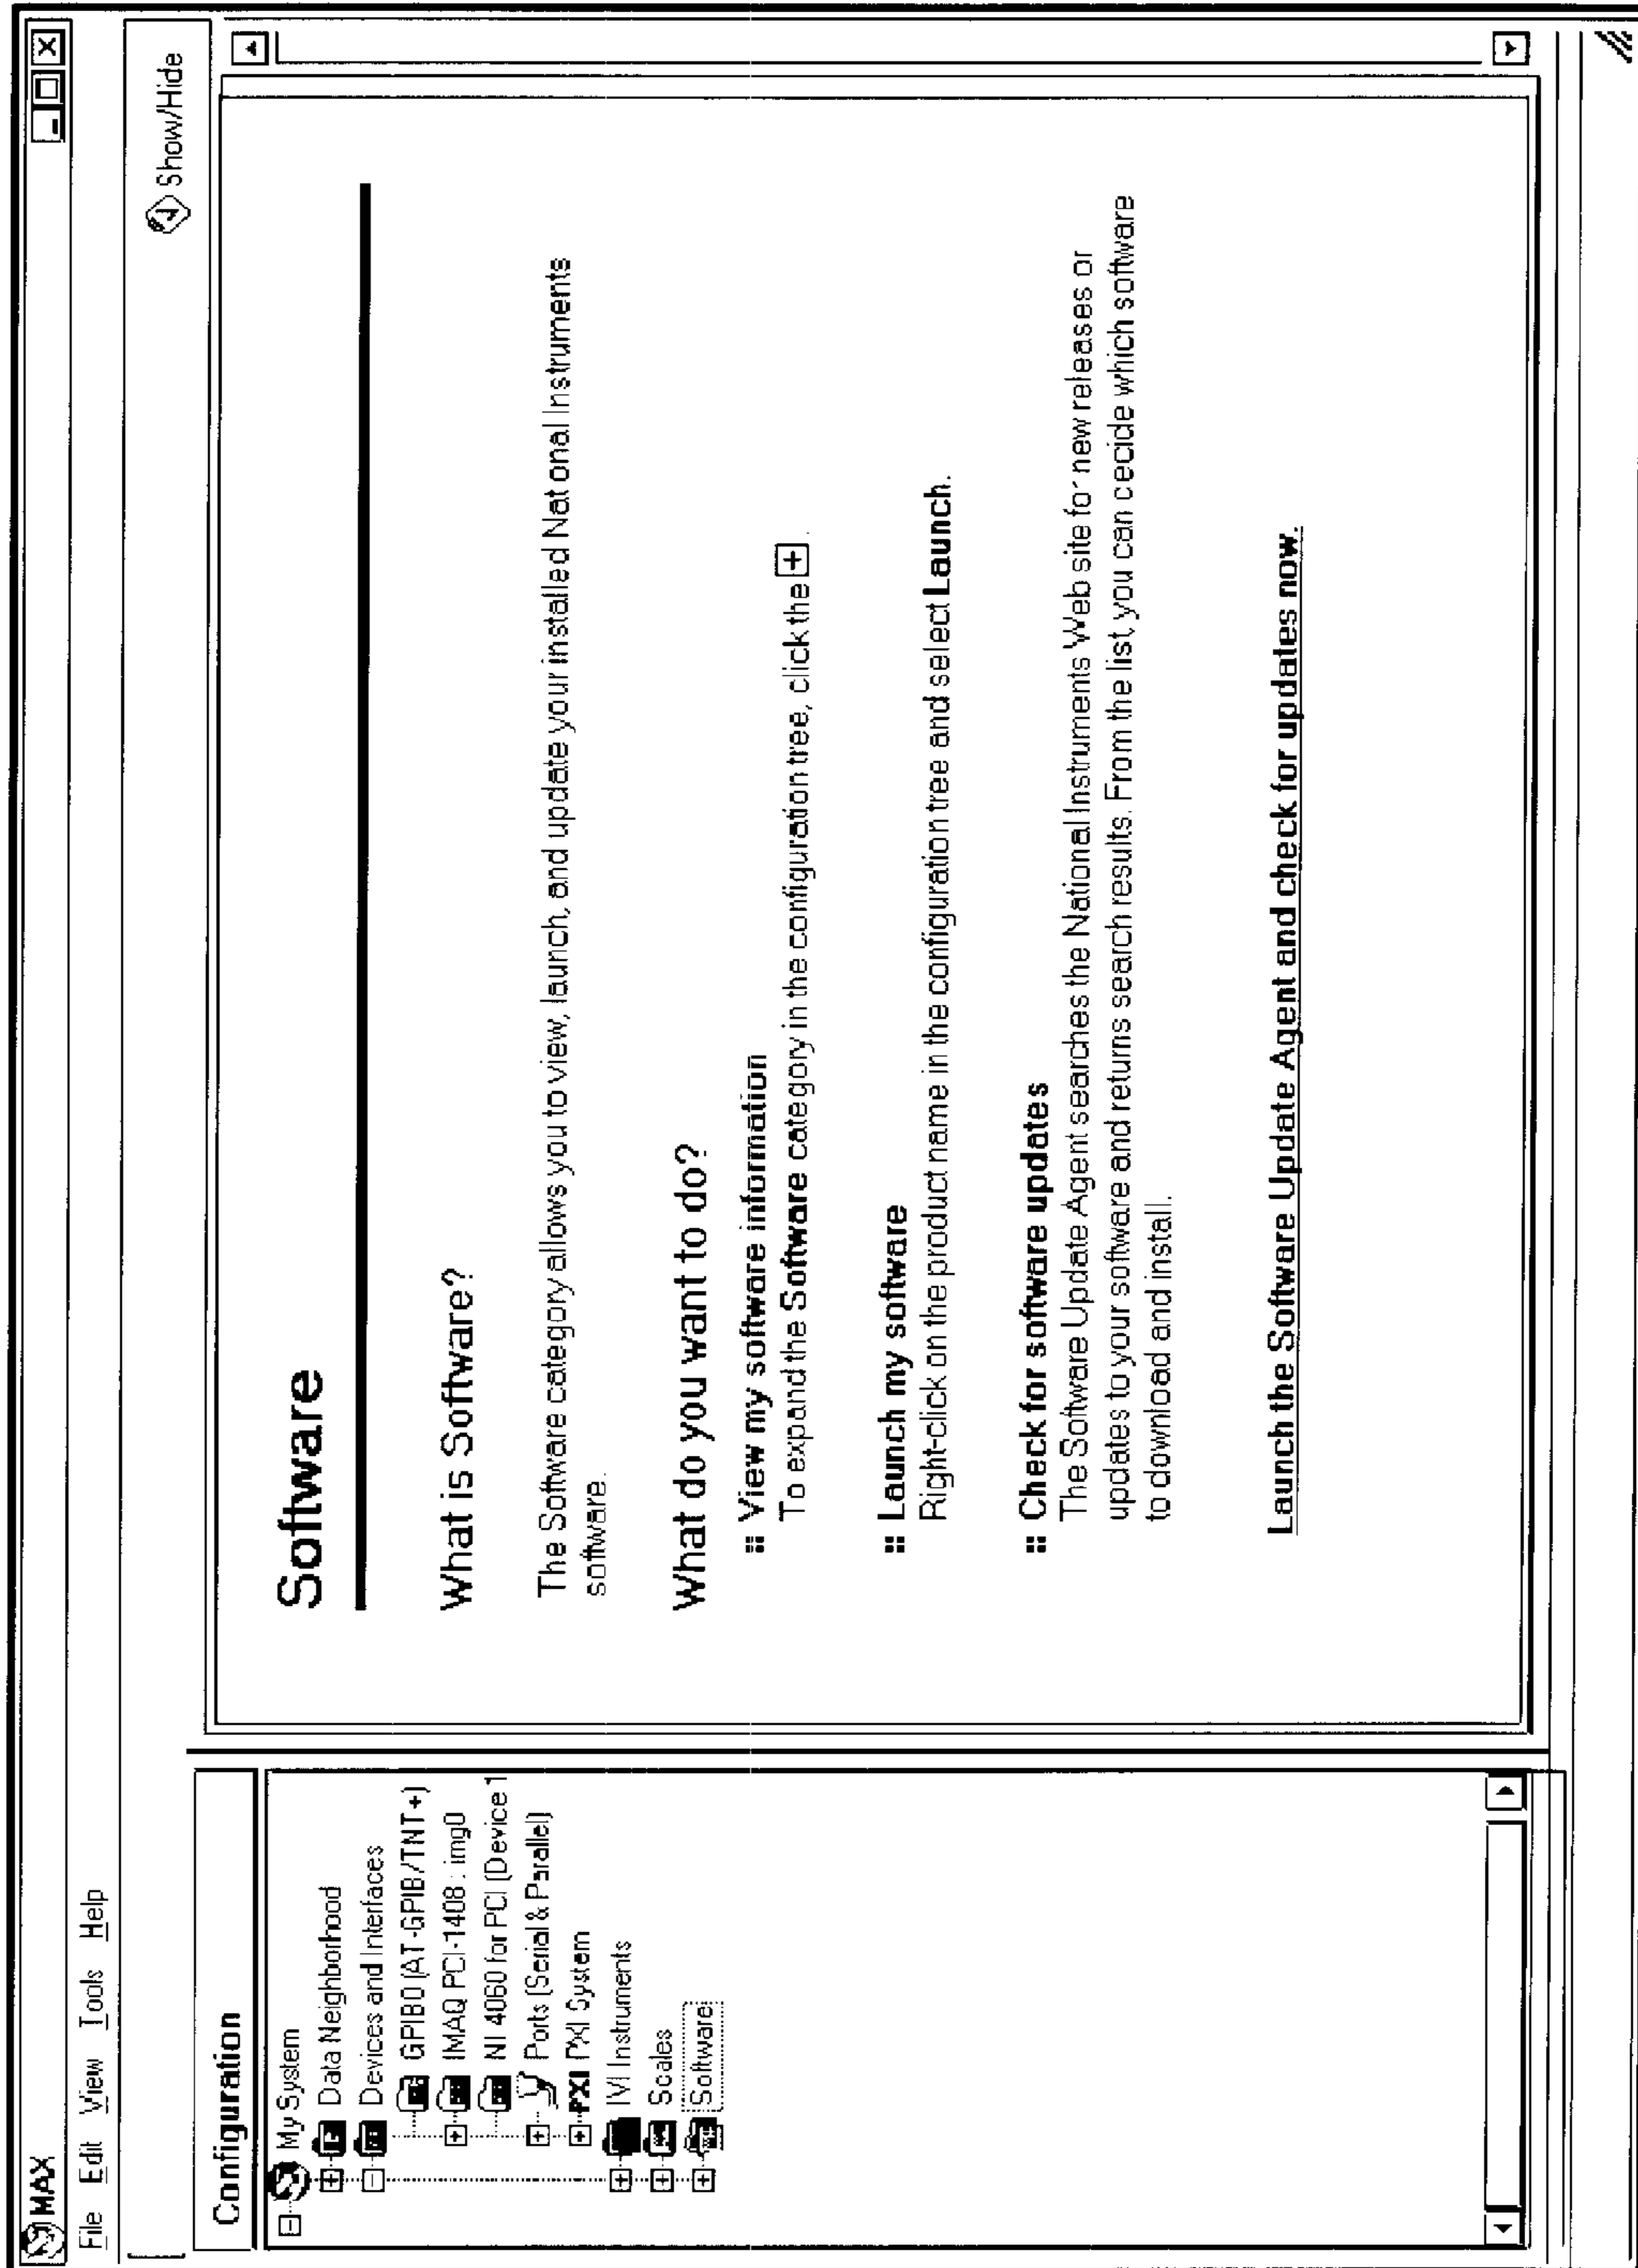 MAX
File Edit View Tools Help
Show/Hide
Configuration
My System
Data Neighborhood
Devices and Interfaces
GPIB0 (AT-GPIB/TNT+)
IMAQ PCI-1408 : img0
NI 4060 for PCI (Device 1
Ports (Serial & Parallel)
PXI PXI System
IVI Instruments
Scales
Software
Software
What is Software?
The Software category allows you to view, launch, and update your installed National Instruments
software.
What do you want to do?
View my software information
To expand the Software category in the configuration tree, click the +.
Launch my software
Right-click on the product name in the configuration tree and select Launch.
Check for software updates
The Software Update Agent searches the National Instruments Web site for new releases or
updates to your software and returns search results. From the list, you can decide which software
to download and install.
Launch the Software Update Agent and check for updates now.